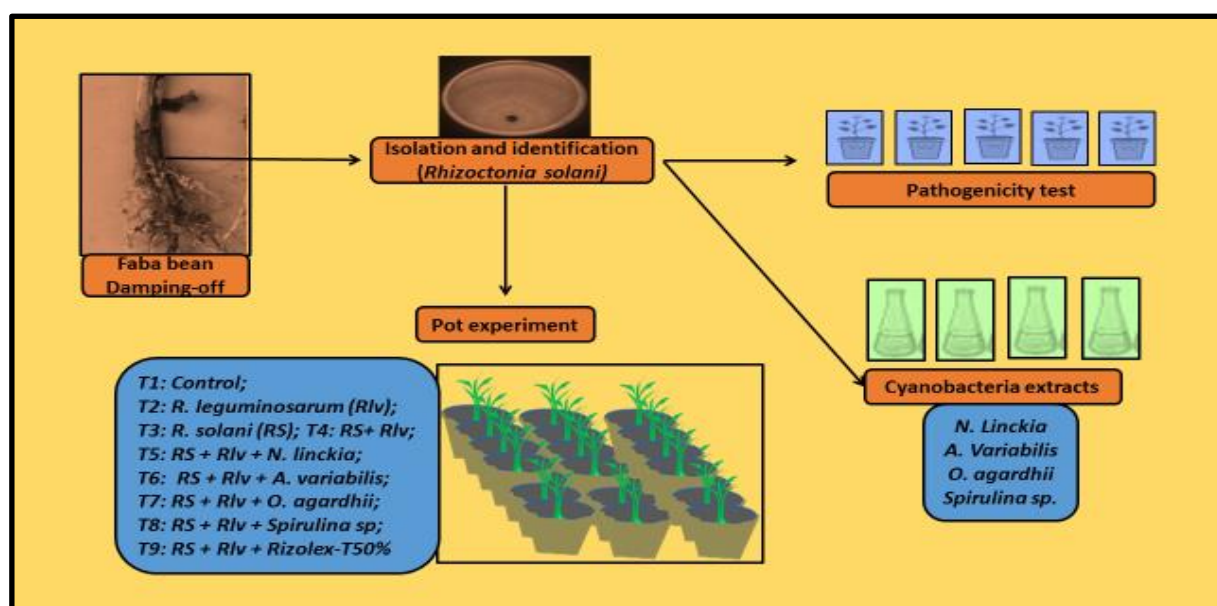 Faba bean
Damping-off
Isolation and identification
(Rhizoctonia solani)
Pathogenicity test
Pot experiment
T1: Control;
T2: R. leguminosarum (Rlv);
T3: R. solani (RS); T4: RS+ Rlv;
T5: RS + Rlv + N. linckia;
T6: RS + Rlv + A. variabilis;
T7: RS + Rlv + O. agardhii;
T8: RS + Rlv + Spirulina sp;
T9: RS + Rlv + Rizolex-T50%
Cyanobacteria extracts
N. Linckia
A. Variabilis
O. agardhii
Spirulina sp.